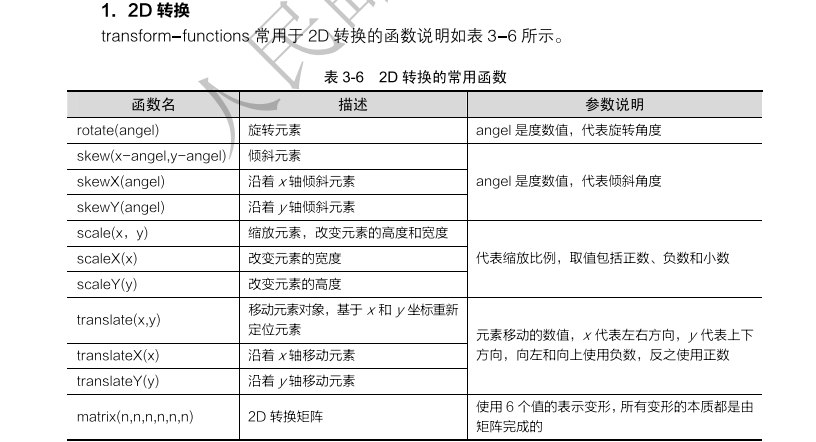 1．2D 转换
transform-functions 常用于 2D 转换的函数说明如表 3-6 所示。
表 3-6 2D 转换的常用函数
函数名 描述 参数说明
rotate(angel) 旋转元素 angel 是度数值，代表旋转角度
skew(x-angel,y-angel) 倾斜元素
skewX(angel) 沿着 x 轴倾斜元素 angel 是度数值，代表倾斜角度
skewY(angel) 沿着 y 轴倾斜元素
scale(x，y) 缩放元素，改变元素的高度和宽度
scaleX(x) 改变元素的宽度 代表缩放比例，取值包括正数、负数和小数
scaleY(y) 改变元素的高度
translate(x,y) 移动元素对象，基于 x 和 y 坐标重新
定位元素
元素移动的数值，x 代表左右方向，y 代表上下
方向，向左和向上使用负数，反之使用正数
translateX(x) 沿着 x 轴移动元素
translateY(y) 沿着 y 轴移动元素
matrix(n,n,n,n,n,n) 2D 转换矩阵
使用 6 个值的表示变形，所有变形的本质都是由
矩阵完成的
人民邮